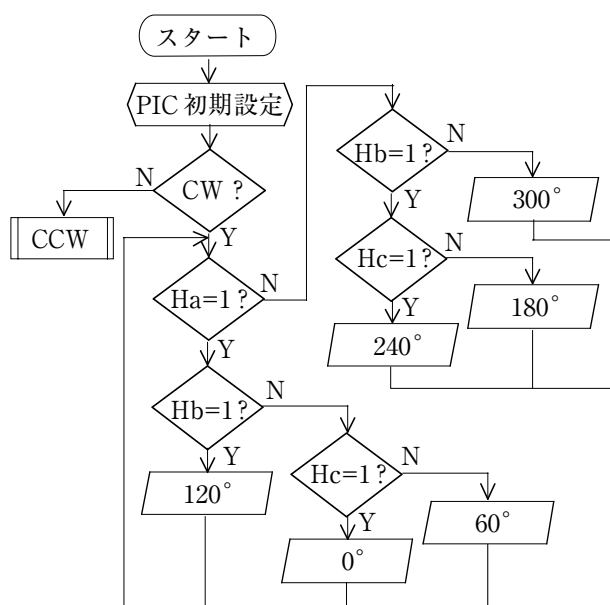 スタート
PIC 初期設定
CW ?
N
Y
CCW
Ha=1?
N
Y
Hb=1?
N
Y
120°
Hc=1?
N
Y
60°
0°
Hb=1?
N
Y
300°
Hc=1?
N
Y
180°
240°